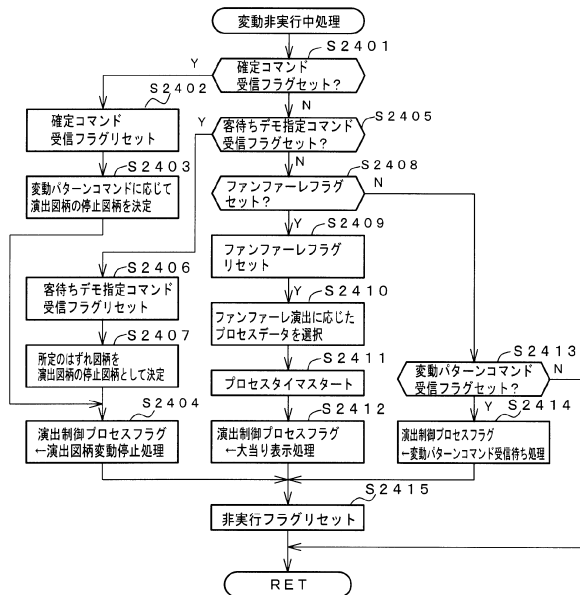 変動非実行中処理
S2401
確定コマンド
受信フラグセット?
Y
N
S2402
確定コマンド
受信フラグリセット
S2403
変動パターンコマンドに応じて
演出図柄の停止図柄を決定
S2405
客待ちデモ指定コマンド
受信フラグセット?
Y
N
S2406
客待ちデモ指定コマンド
受信フラグリセット
S2407
所定のはずれ図柄を
演出図柄の停止図柄として決定
S2404
演出制御プロセスフラグ
←演出図柄変動停止処理
S2408
ファンファーレフラグ
セット?
N
Y
S2409
ファンファーレフラグ
リセット
Y
S2410
ファンファーレ演出に応じた
プロセスデータを選択
S2411
プロセスタイマスタート
S2412
演出制御プロセスフラグ
←大当り表示処理
S2413
変動パターンコマンド
受信フラグセット?
N
Y
S2414
演出制御プロセスフラグ
←変動パターンコマンド受信待ち処理
S2415
非実行フラグリセット
RET